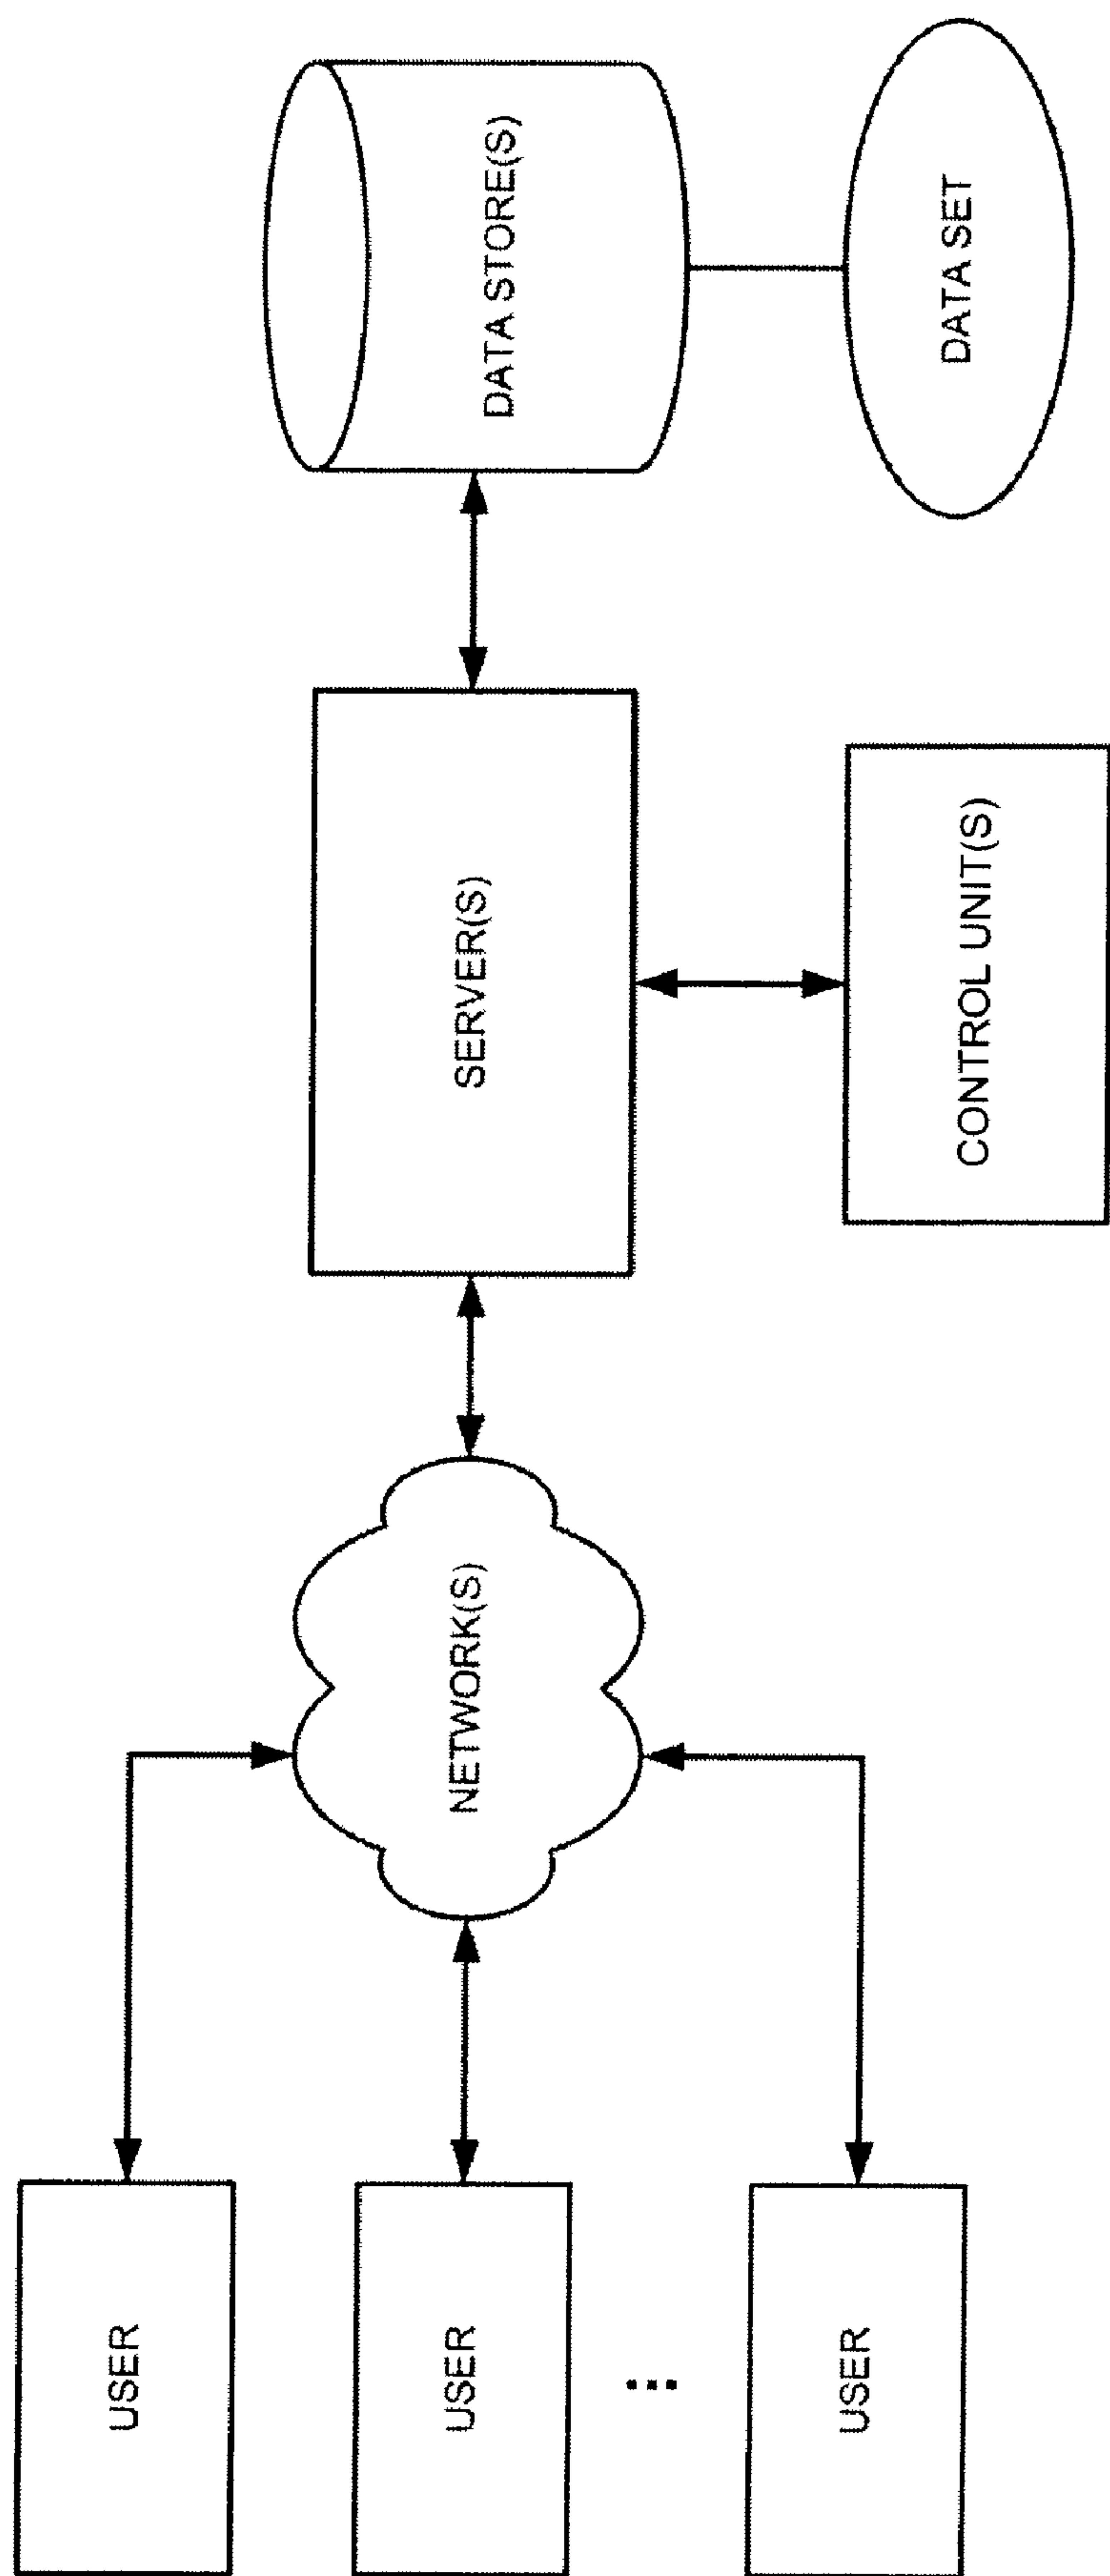 USER
USER
...
USER
NETWORK(S)
SERVER(S)
CONTROL UNIT(S)
DATA STORE(S)
DATA SET